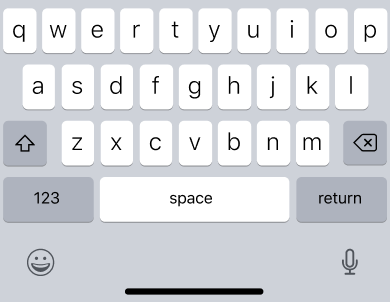 q w e r t y u i o p
a s d f g h j k l
z x c v b n m
123 space return